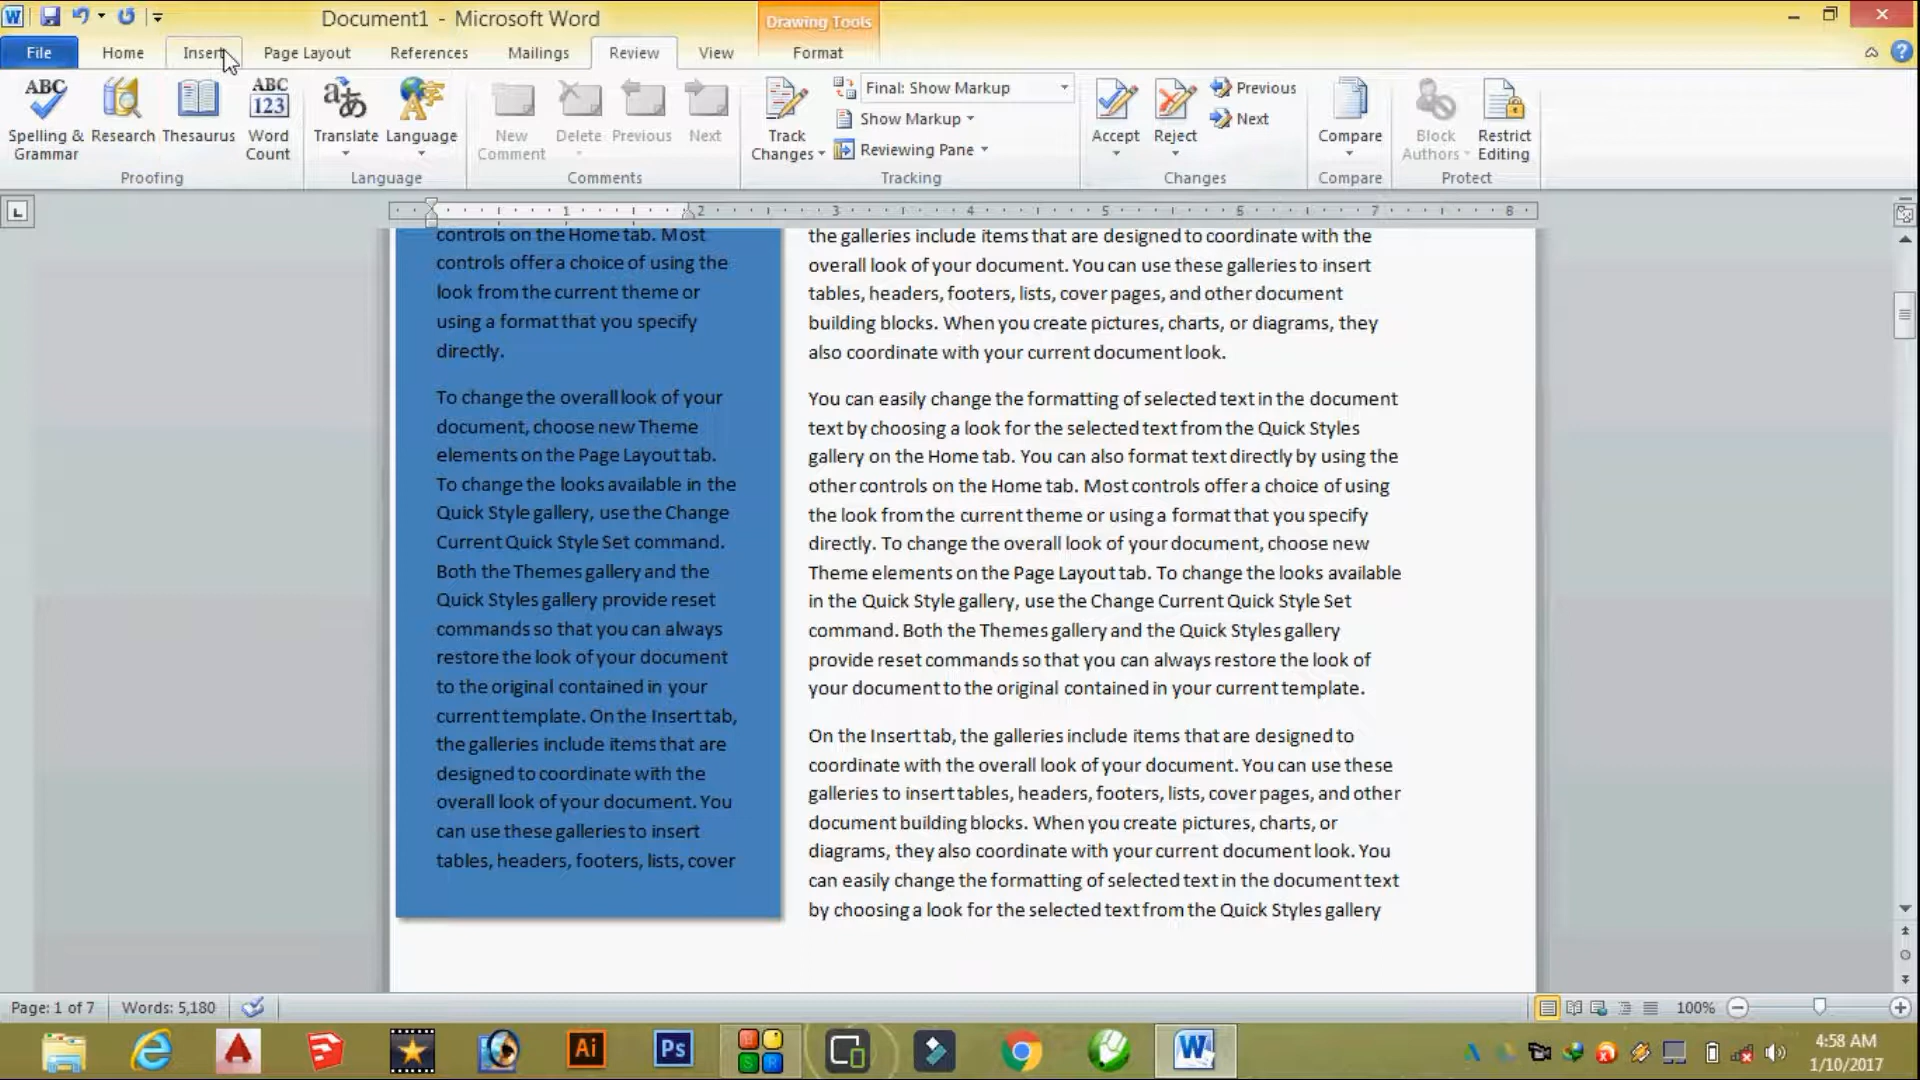 Document1 - Microsoft Word
Drawing Tools
File Home Insert Page Layout References Mailings Review View Format
ABC
Spelling & Grammar
Research
Thesaurus
ABC
123
Word Count
Proofing
Translate
Language
Language
New Comment
Delete
Previous
Next
Comments
Track Changes
Final: Show Markup
Show Markup
Reviewing Pane
Tracking
Accept
Reject
Previous
Next
Changes
Compare
Compare
Block Authors
Restrict Editing
Protect
1 2 3 4 5 6 7 8
controls on the Home tab. Most
controls offer a choice of using the
look from the current theme or
using a format that you specify
directly.
To change the overall look of your
document, choose new Theme
elements on the Page Layout tab.
To change the looks available in the
Quick Style gallery, use the Change
Current Quick Style Set command.
Both the Themes gallery and the
Quick Styles gallery provide reset
commands so that you can always
restore the look of your document
to the original contained in your
current template. On the Insert tab,
the galleries include items that are
designed to coordinate with the
overall look of your document. You
can use these galleries to insert
tables, headers, footers, lists, cover
the galleries include items that are designed to coordinate with the
overall look of your document. You can use these galleries to insert
tables, headers, footers, lists, cover pages, and other document
building blocks. When you create pictures, charts, or diagrams, they
also coordinate with your current document look.
You can easily change the formatting of selected text in the document
text by choosing a look for the selected text from the Quick Styles
gallery on the Home tab. You can also format text directly by using the
other controls on the Home tab. Most controls offer a choice of using
the look from the current theme or using a format that you specify
directly. To change the overall look of your document, choose new
Theme elements on the Page Layout tab. To change the looks available
in the Quick Style gallery, use the Change Current Quick Style Set
command. Both the Themes gallery and the Quick Styles gallery
provide reset commands so that you can always restore the look of
your document to the original contained in your current template.
On the Insert tab, the galleries include items that are designed to
coordinate with the overall look of your document. You can use these
galleries to insert tables, headers, footers, lists, cover pages, and other
document building blocks. When you create pictures, charts, or
diagrams, they also coordinate with your current document look. You
can easily change the formatting of selected text in the document text
by choosing a look for the selected text from the Quick Styles gallery
Page: 1 of 7 Words: 5,180 100%
Ai Ps
4:58 AM
1/10/2017